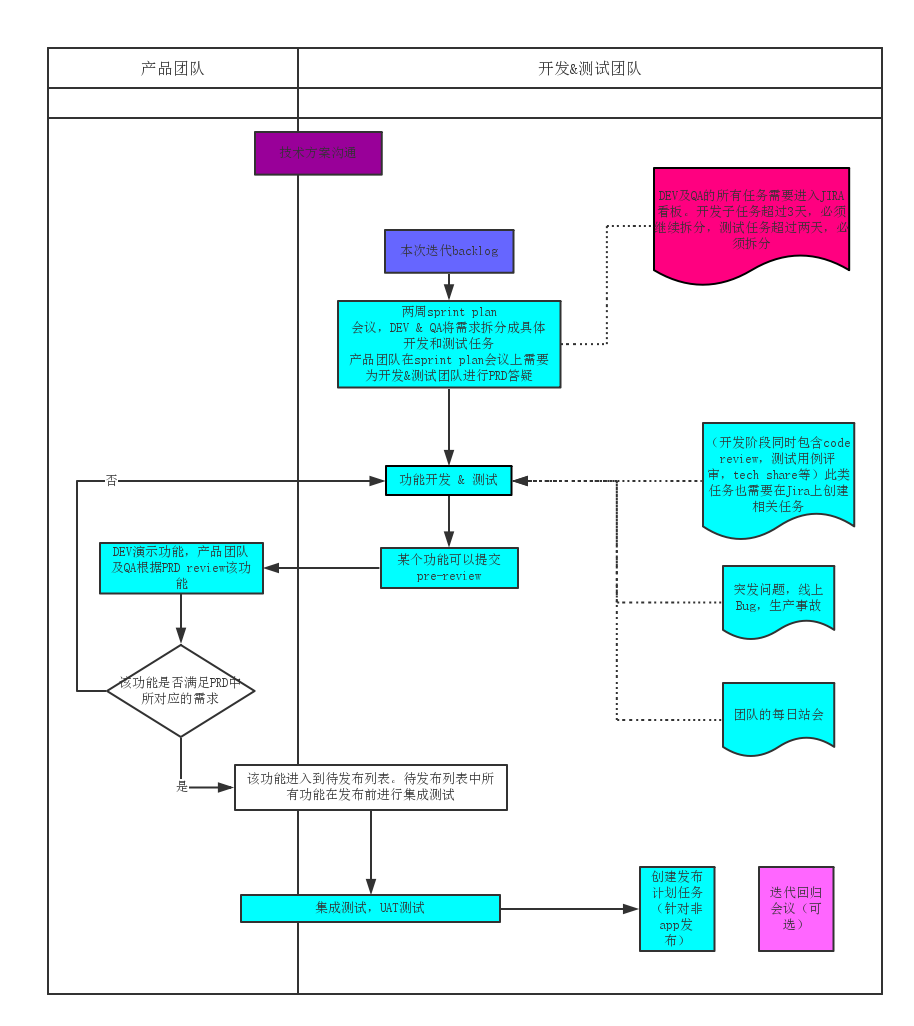 产品团队
开发&测试团队
技术方案讨论
DEV及QA的所有任务需要进入JIRA
看板。开发子任务超过3天，必须
继续拆分，测试任务超过两天，必
须拆分
本次迭代backlog
两周sprint plan
会议，DEV & QA将需求拆分成具体
开发和测试任务
产品团队在sprint plan会议上需要
为开发&测试团队进行PRD答疑
（开发阶段同时包含code
review，测试用例评
审，tech share等）此类
任务也需要在Jira上创建
相关任务
否
功能开发 & 测试
DEV演示功能，产品团队
及QA根据PRD review该功
能
某个功能可以提交
pre-review
突发问题，线上
Bug，生产事故
该功能是否满足PRD中
所对应的需求
团队的每日站会
是
该功能进入到待发布列表。待发布列表中所
有功能在发布前进行集成测试
集成测试，UAT测试
创建发布
计划任务
（针对非
app发
布）
迭代回归
会议（可
选）